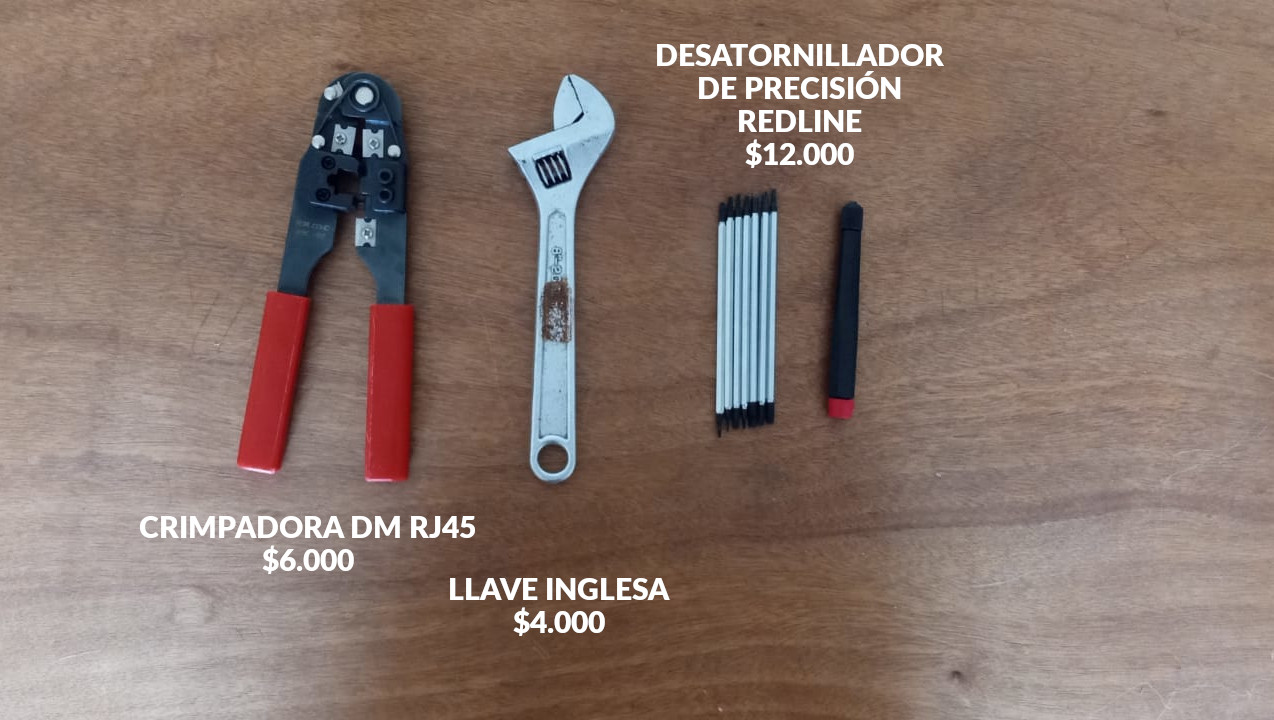 DESATORNILLADOR
DE PRECISIÓN
REDLINE
$12.000
CRIMPADORA DM RJ45
$6.000
LLAVE INGLESA
$4.000